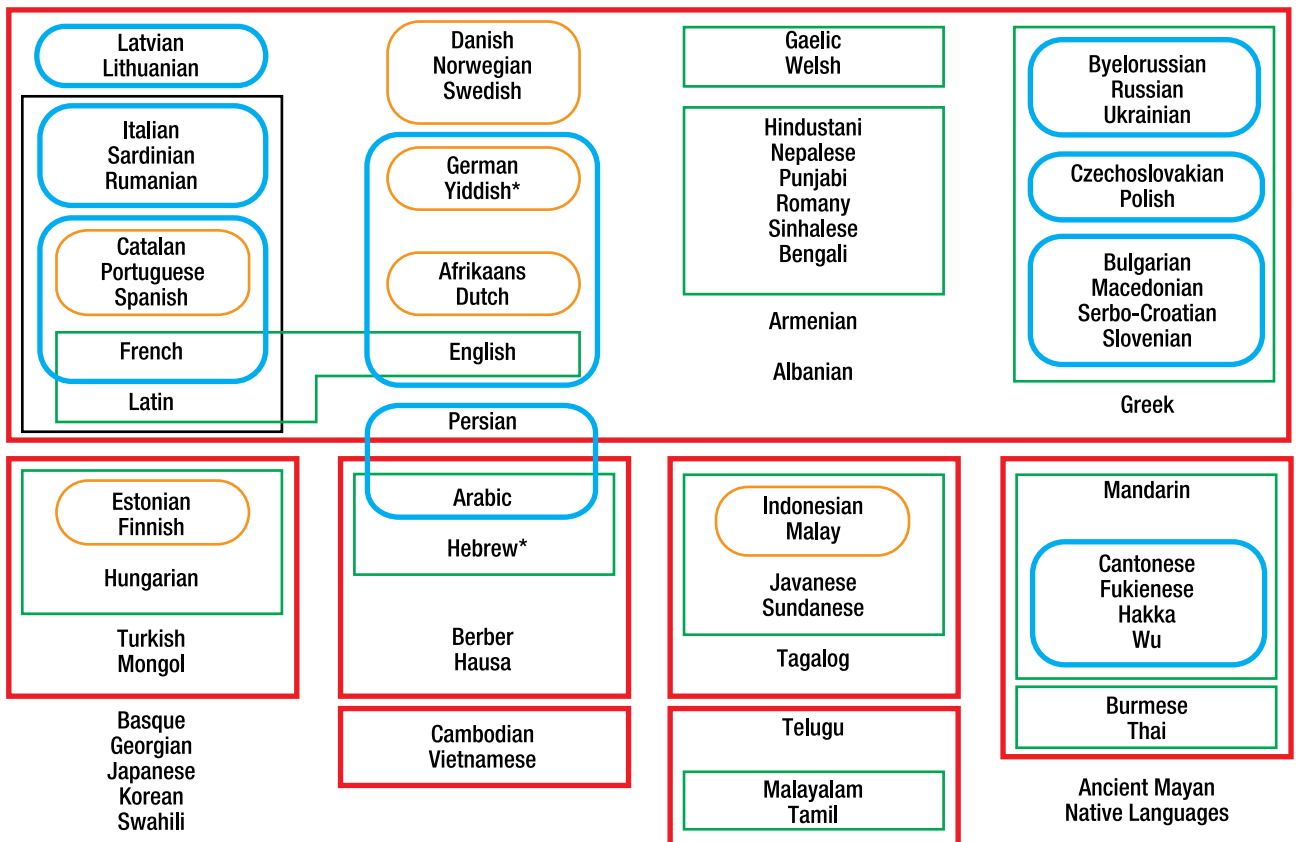 Latvian
Lithuanian
Italian
Sardinian
Rumanian
Catalan
Portuguese
Spanish
French
Latin
Danish
Norwegian
Swedish
German
Yiddish*
Afrikaans
Dutch
English
Persian
Gaelic
Welsh
Hindustani
Nepalese
Punjabi
Romany
Sinhalese
Bengali
Armenian
Albanian
Byelorussian
Russian
Ukrainian
Czechoslovakian
Polish
Bulgarian
Macedonian
Serbo-Croatian
Slovenian
Greek
Estonian
Finnish
Hungarian
Turkish
Mongol
Basque
Georgian
Japanese
Korean
Swahili
Arabic
Hebrew*
Berber
Hausa
Cambodian
Vietnamese
Indonesian
Malay
Javanese
Sundanese
Tagalog
Telugu
Malayalam
Tamil
Mandarin
Cantonese
Fukienese
Hakka
Wu
Burmese
Thai
Ancient Mayan
Native Languages